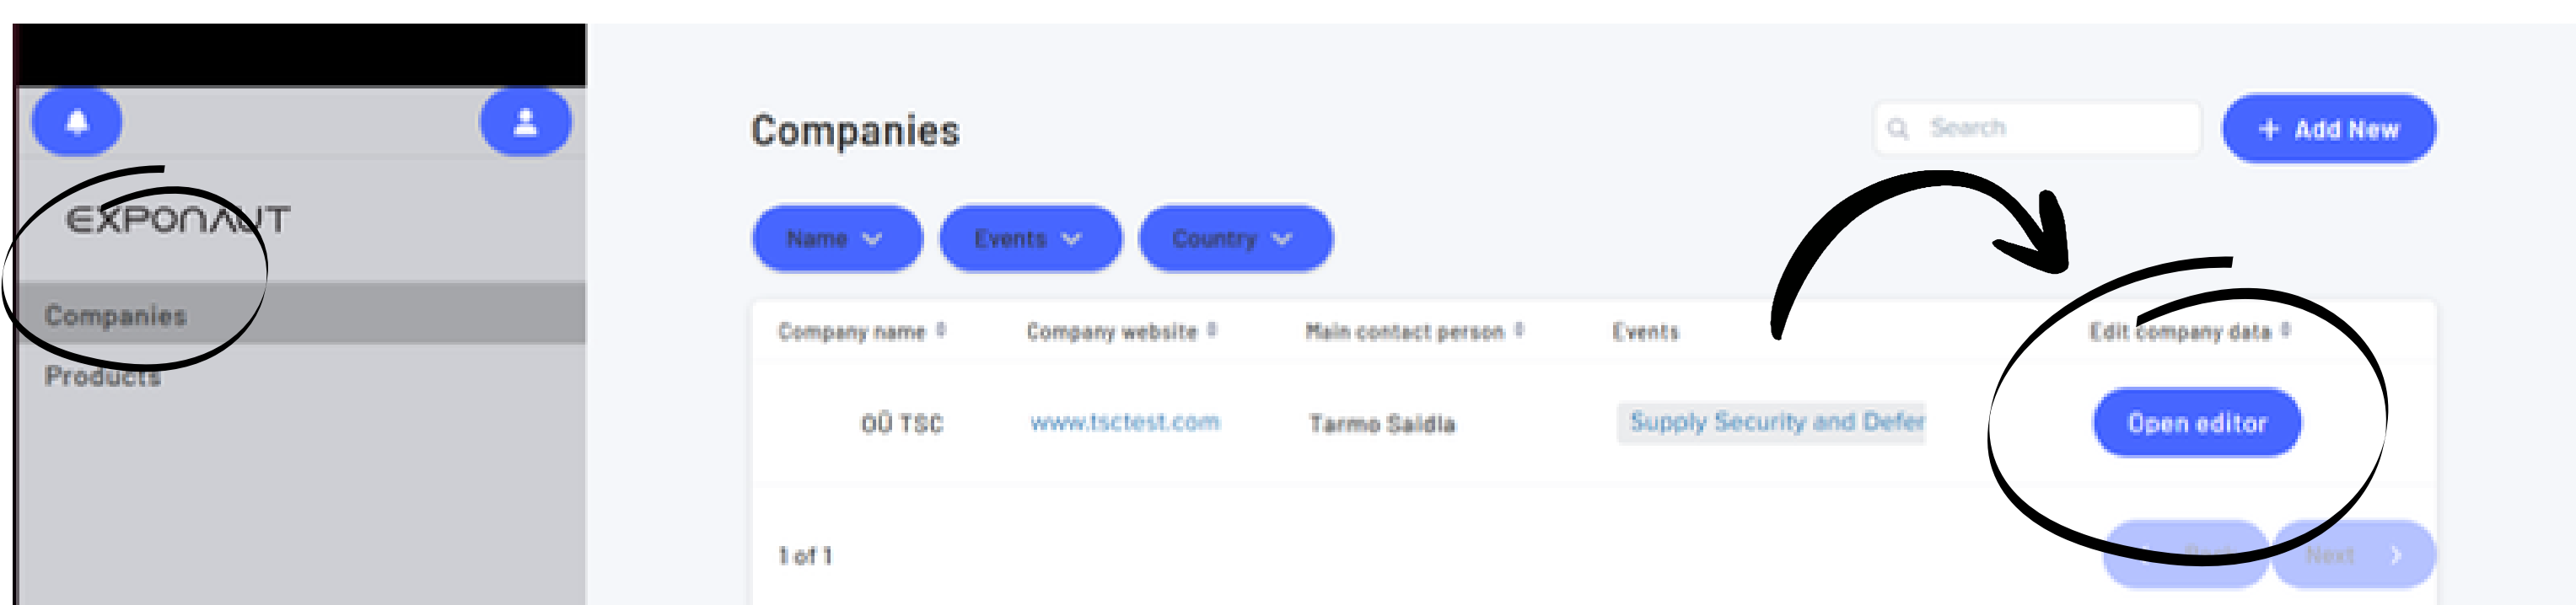 EXPONAUT
Companies
Products
Companies
Search
+ Add New
Name
Events
Country
Company name
Company website
Main contact person
Events
Edit company data
OÜ TSC
www.tsctest.com
Tarmo Saidla
Supply Security and Defer
Open editor
1 of 1
Next